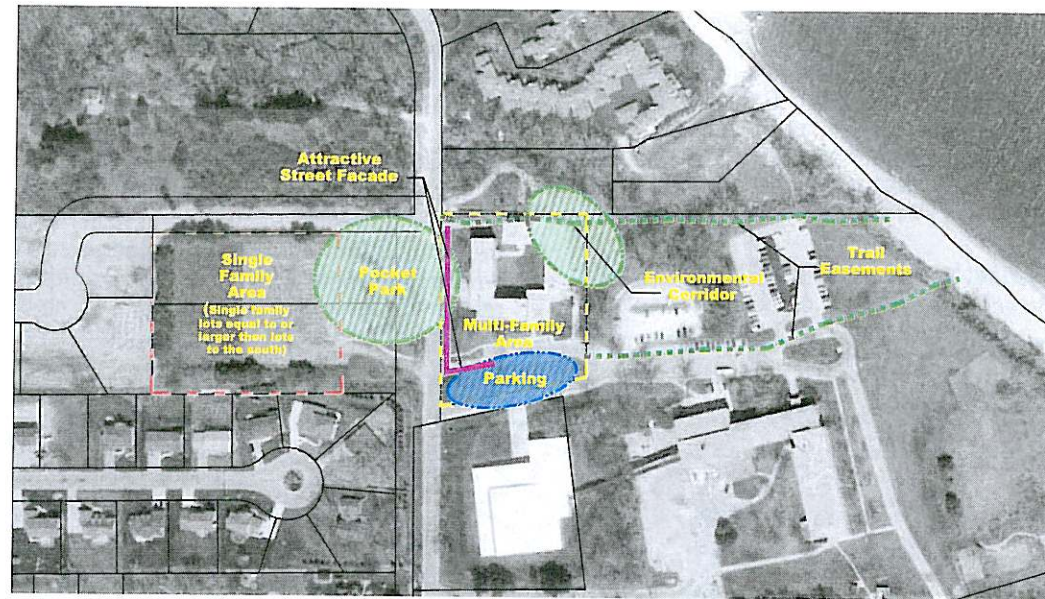 Attractive
Street Facade
Single
Family
Area
(Single family
lots equal to or
larger then lots
to the south)
Pocket
Park
Environmental
Corridor
Trail
Easements
Multi-Family
Area
Parking